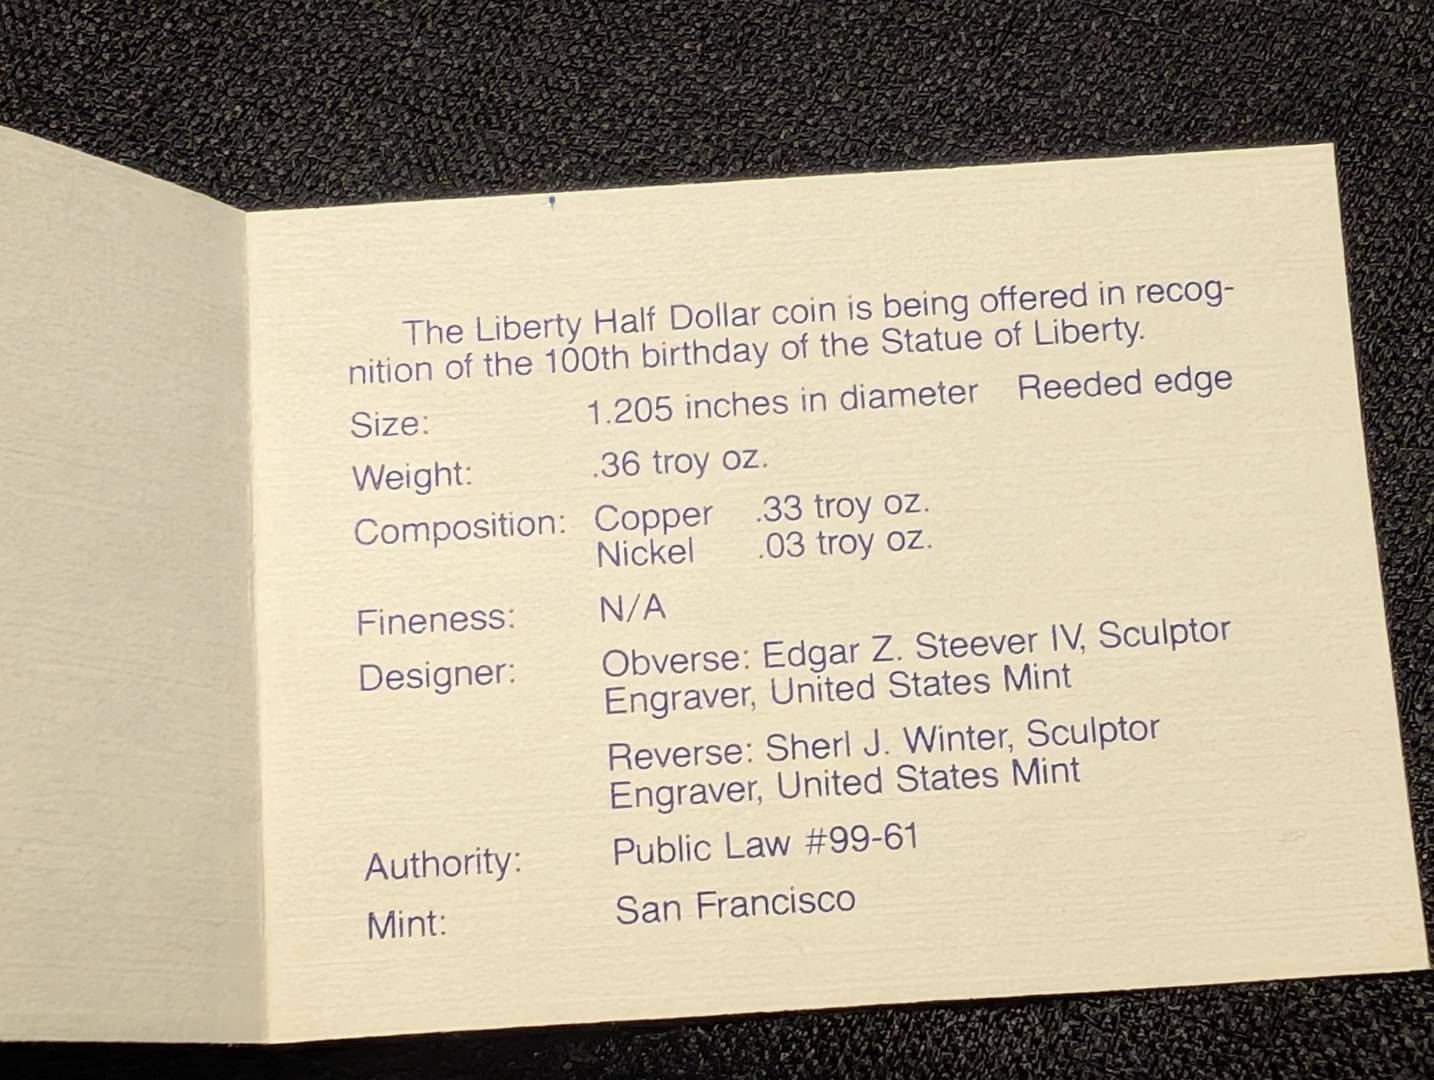 The Liberty Half Dollar coin is being offered in recog-
nition of the 100th birthday of the Statue of Liberty.
Size: 1.205 inches in diameter Reeded edge
Weight: .36 troy oz.
Composition: Copper .33 troy oz.
Nickel .03 troy oz.
Fineness: N/A
Designer: Obverse: Edgar Z. Steever IV, Sculptor
Engraver, United States Mint
Reverse: Sherl J. Winter, Sculptor
Engraver, United States Mint
Authority: Public Law #99-61
Mint: San Francisco